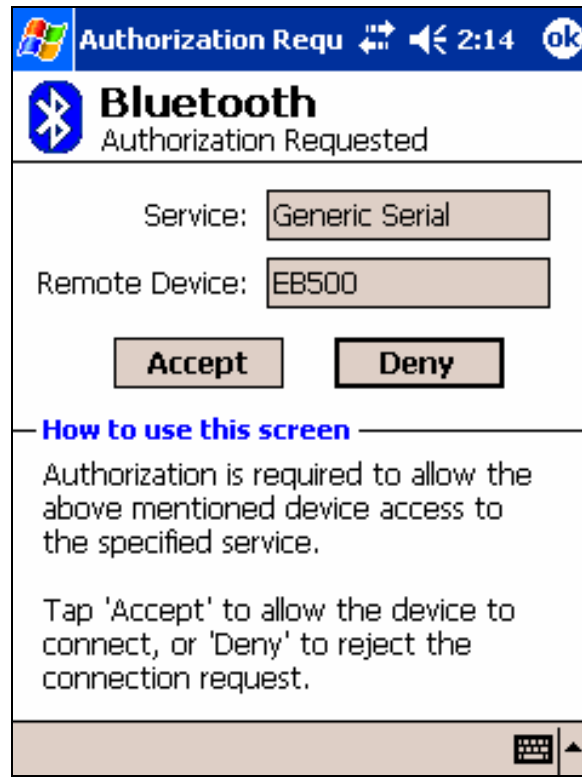 Authorization Requ 2:14 ok
Bluetooth
Authorization Requested
Service: Generic Serial
Remote Device: EB500
Accept Deny
How to use this screen
Authorization is required to allow the
above mentioned device access to
the specified service.
Tap 'Accept' to allow the device to
connect, or 'Deny' to reject the
connection request.